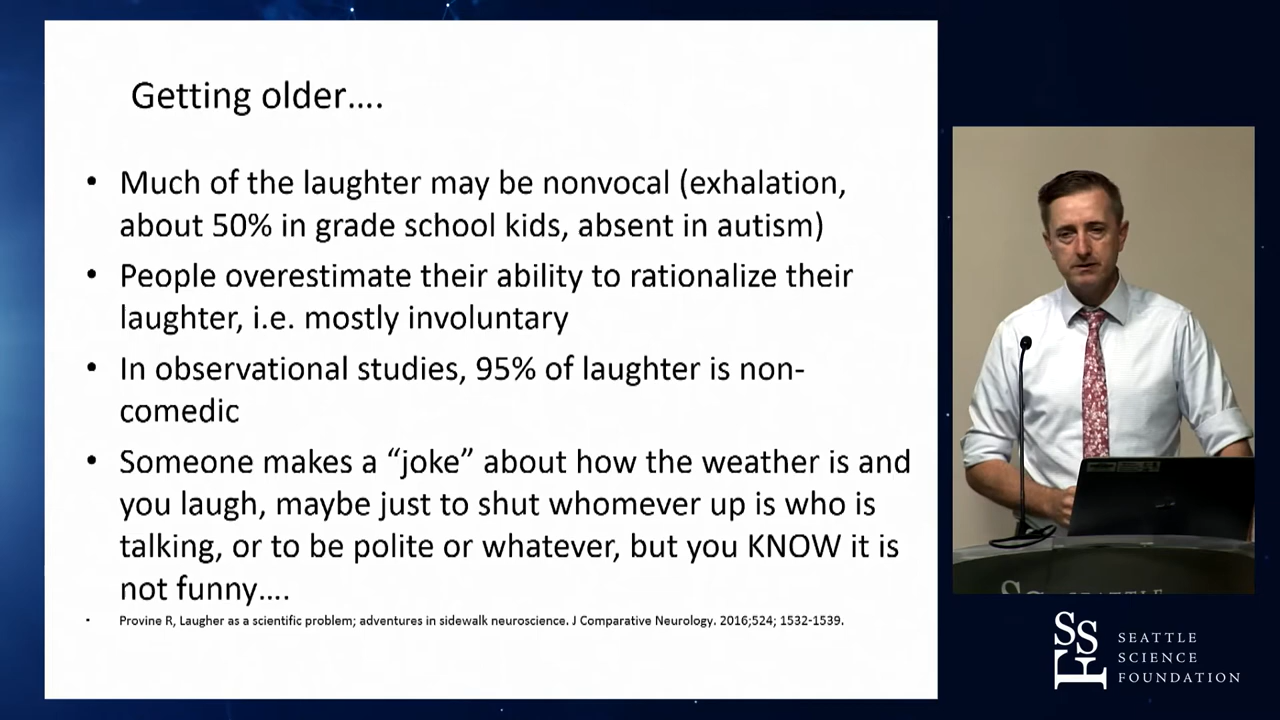 Getting older….
• Much of the laughter may be nonvocal (exhalation,
about 50% in grade school kids, absent in autism)
• People overestimate their ability to rationalize their
laughter, i.e. mostly involuntary
• In observational studies, 95% of laughter is non-
comedic
• Someone makes a “joke” about how the weather is and
you laugh, maybe just to shut whomever up is who is
talking, or to be polite or whatever, but you KNOW it is
not funny….
• Provine R, Laugher as a scientific problem; adventures in sidewalk neuroscience. J Comparative Neurology. 2016;524; 1532-1539.
SSF
SEATTLE
SCIENCE
FOUNDATION